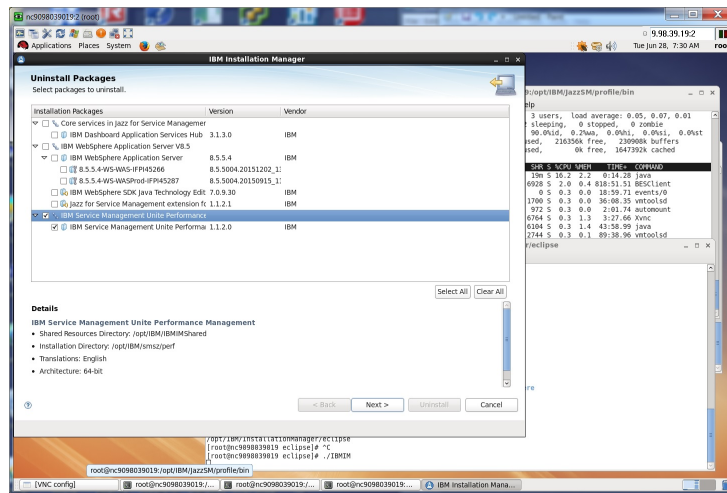 nc9098039019:2 (root)
9.98.39.19:2
Applications Places System
Tue Jun 28, 7:30 AM
roo
IBM Installation Manager
Uninstall Packages
Select packages to uninstall.
Installation Packages Version Vendor
Core services in Jazz for Service Managemer
IBM Dashboard Application Services Hub 3.1.3.0 IBM
IBM WebSphere Application Server V8.5
IBM WebSphere Application Server 8.5.5.4 IBM
8.5.5.4-WS-WAS-IFPI45266 8.5.5004.20151202_11
8.5.5.4-WS-WASProd-IFPI45287 8.5.5004.20150915_11
IBM WebSphere SDK Java Technology Edit 7.0.9.30 IBM
Jazz for Service Management extension fo 1.1.2.1 IBM
IBM Service Management Unite Performance
IBM Service Management Unite Performa 1.1.2.0 IBM
Select All Clear All
Details
IBM Service Management Unite Performance Management
• Shared Resources Directory: /opt/IBM/IBMIMShared
• Installation Directory: /opt/IBM/smsz/perf
• Translations: English
• Architecture: 64-bit
< Back Next > Uninstall Cancel
9:/opt/IBM/JazzSM/profile/bin
elp
3 users, load average: 0.05, 0.07, 0.01
sleeping, 0 stopped, 0 zombie
90.0%id, 0.2%wa, 0.0%hi, 0.0%si, 0.0%st
used, 216356k free, 230908k buffers
used, 0k free, 1647392k cached
SHR S %CPU %MEM TIME+ COMMAND
19m S 16.2 2.2 0:14.28 java
6928 S 2.0 0.4 818:51.51 BESClient
0 S 0.3 0.0 18:59.71 events/0
1700 S 0.3 0.0 36:08.35 vmtoolsd
972 S 0.3 0.0 2:01.74 automount
6764 S 0.3 1.3 3:27.66 Xvnc
6104 S 0.3 1.4 43:58.99 java
2744 S 0.3 0.1 89:38.96 vmtoolsd
r/eclipse
re
/opt/IBM/InstallationManager/eclipse
[root@nc9098039019 eclipse]# ^C
[root@nc9098039019 eclipse]# ./IBMIM
root@nc9098039019:/opt/IBM/JazzSM/profile/bin
[VNC config] root@nc9098039019:/... root@nc9098039019:/... root@nc9098039019:... IBM Installation Mana...